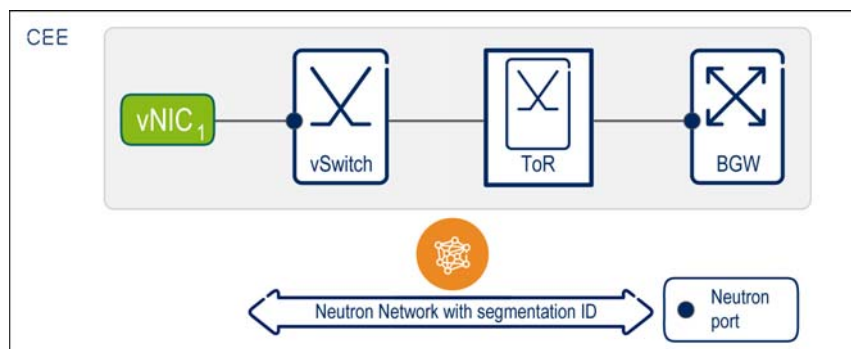 CEE
vNIC1
vSwitch
ToR
BGW
Neutron Network with segmentation ID
Neutron
port